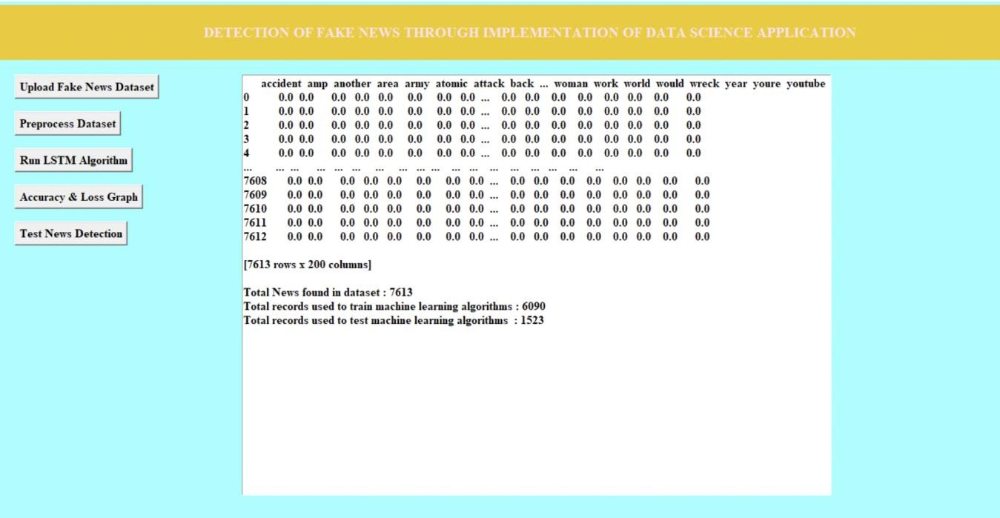 DETECTION OF FAKE NEWS THROUGH IMPLEMENTATION OF DATA SCIENCE APPLICATION
Upload Fake News Dataset
Preprocess Dataset
Run LSTM Algorithm
Accuracy & Loss Graph
Test News Detection
accident amp another area army atomic attack back ... woman work world would wreck year youre youtube
0 0.0 0.0 0.0 0.0 0.0 0.0 0.0 0.0 ... 0.0 0.0 0.0 0.0 0.0 0.0 0.0 0.0
1 0.0 0.0 0.0 0.0 0.0 0.0 0.0 0.0 ... 0.0 0.0 0.0 0.0 0.0 0.0 0.0 0.0
2 0.0 0.0 0.0 0.0 0.0 0.0 0.0 0.0 ... 0.0 0.0 0.0 0.0 0.0 0.0 0.0 0.0
3 0.0 0.0 0.0 0.0 0.0 0.0 0.0 0.0 ... 0.0 0.0 0.0 0.0 0.0 0.0 0.0 0.0
4 0.0 0.0 0.0 0.0 0.0 0.0 0.0 0.0 ... 0.0 0.0 0.0 0.0 0.0 0.0 0.0 0.0
... ... ... ... ... ... ... ... ... ... ... ... ... ... ... ... ... ... ...
7608 0.0 0.0 0.0 0.0 0.0 0.0 0.0 0.0 ... 0.0 0.0 0.0 0.0 0.0 0.0 0.0 0.0
7609 0.0 0.0 0.0 0.0 0.0 0.0 0.0 0.0 ... 0.0 0.0 0.0 0.0 0.0 0.0 0.0 0.0
7610 0.0 0.0 0.0 0.0 0.0 0.0 0.0 0.0 ... 0.0 0.0 0.0 0.0 0.0 0.0 0.0 0.0
7611 0.0 0.0 0.0 0.0 0.0 0.0 0.0 0.0 ... 0.0 0.0 0.0 0.0 0.0 0.0 0.0 0.0
7612 0.0 0.0 0.0 0.0 0.0 0.0 0.0 0.0 ... 0.0 0.0 0.0 0.0 0.0 0.0 0.0 0.0
[7613 rows x 200 columns]
Total News found in dataset : 7613
Total records used to train machine learning algorithms : 6090
Total records used to test machine learning algorithms  : 1523